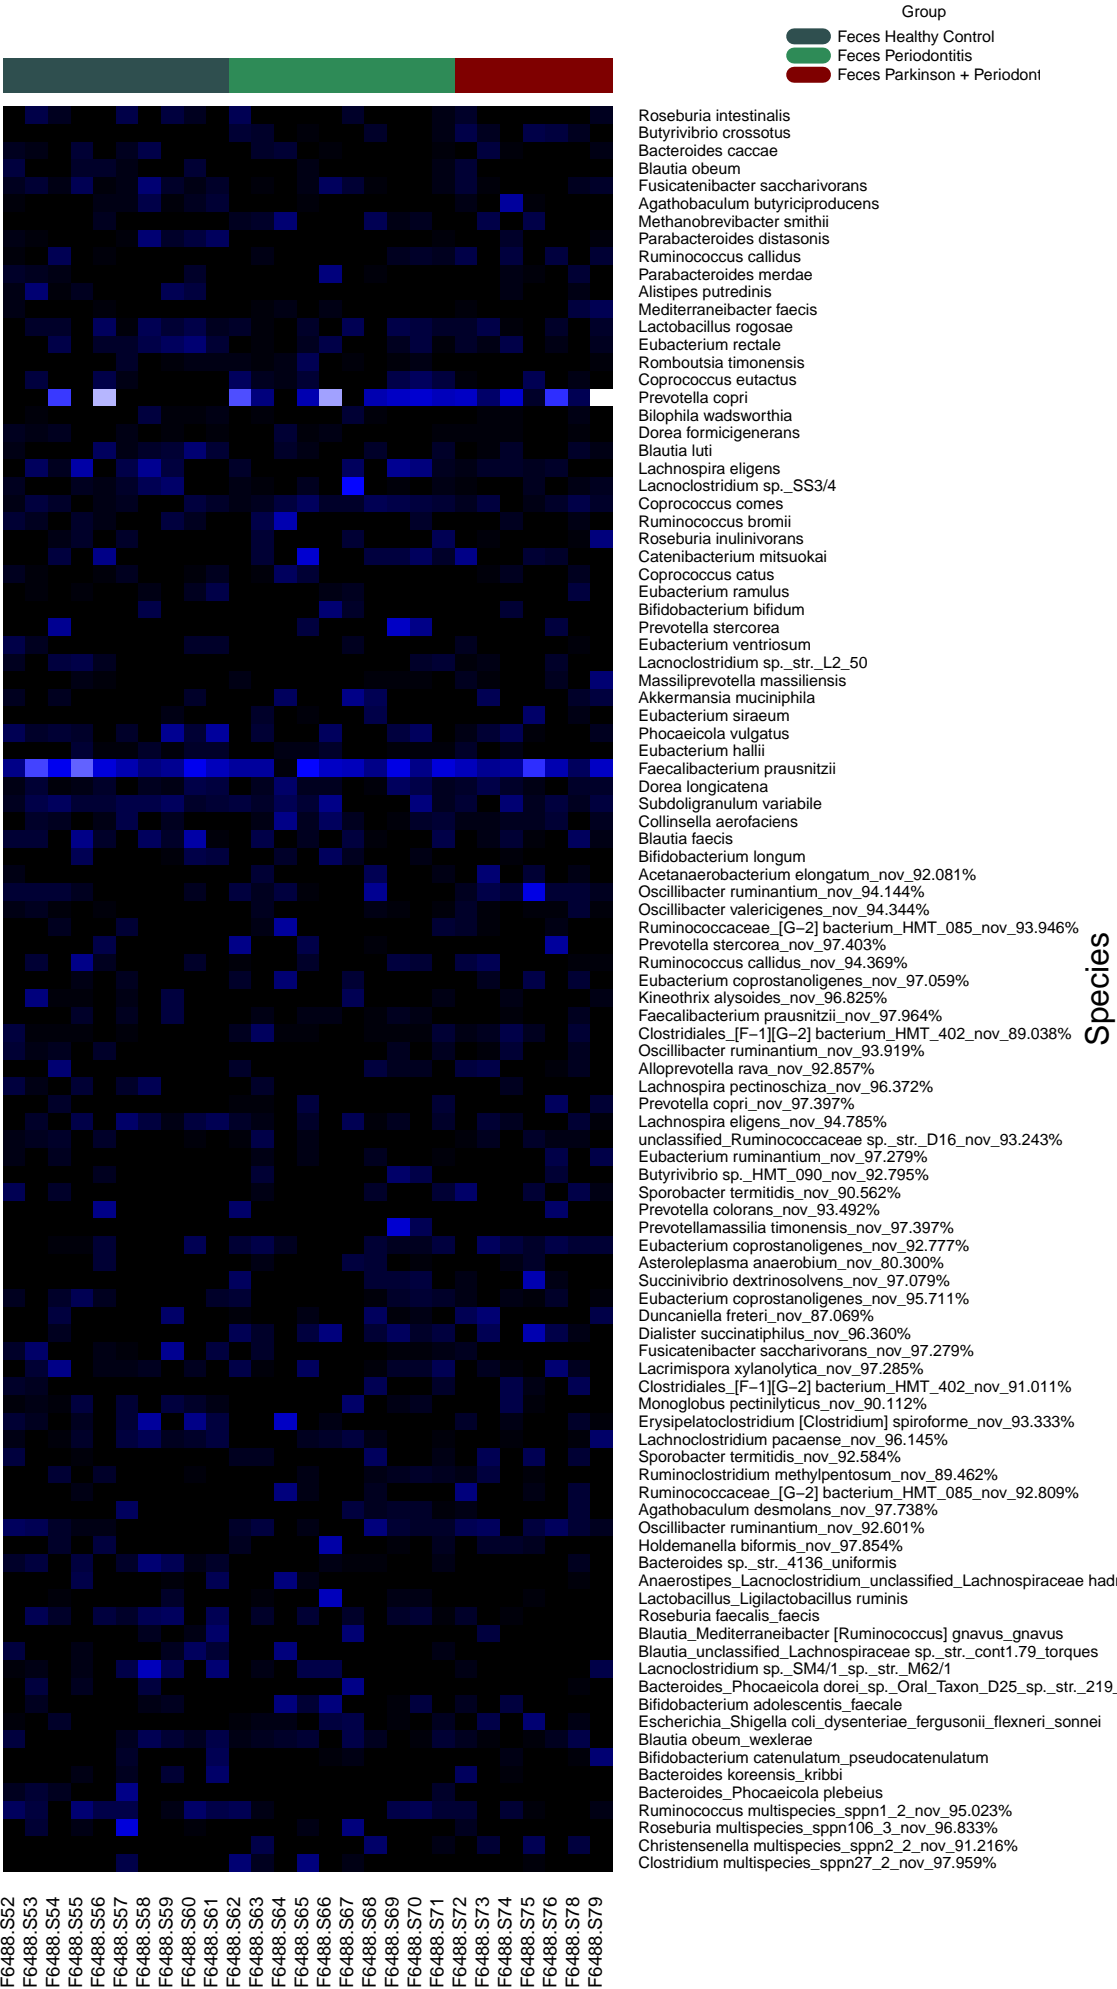 Group
Feces Healthy Control
Feces Periodontitis
Feces Parkinson + Periodont
Roseburia intestinalis
Butyrivibrio crossotus
Bacteroides caccae
Blautia obeum
Fusicatenibacter saccharivorans
Agathobaculum butyriciproducens
Methanobrevibacter smithii
Parabacteroides distasonis
Ruminococcus callidus
Parabacteroides merdae
Alistipes putredinis
Mediterraneibacter faecis
Lactobacillus rogosae
Eubacterium rectale
Romboutsia timonensis
Coprococcus eutactus
Prevotella copri
Bilophila wadsworthia
Dorea formicigenerans
Blautia luti
Lachnospira eligens
Lacnoclostridium sp._SS3/4
Coprococcus comes
Ruminococcus bromii
Roseburia inulinivorans
Catenibacterium mitsuokai
Coprococcus catus
Eubacterium ramulus
Bifidobacterium bifidum
Prevotella stercorea
Eubacterium ventriosum
Lacnoclostridium sp._str._L2_50
Massiliprevotella massiliensis
Akkermansia muciniphila
Eubacterium siraeum
Phocaeicola vulgatus
Eubacterium hallii
Faecalibacterium prausnitzii
Dorea longicatena
Subdoligranulum variabile
Collinsella aerofaciens
Blautia faecis
Bifidobacterium longum
Acetanaerobacterium elongatum_nov_92.081%
Oscillibacter ruminantium_nov_94.144%
Oscillibacter valericigenes_nov_94.344%
Ruminococcaceae_[G−2] bacterium_HMT_085_nov_93.946%
Prevotella stercorea_nov_97.403%
Ruminococcus callidus_nov_94.369%
Eubacterium coprostanoligenes_nov_97.059%
Kineothrix alysoides_nov_96.825%
Faecalibacterium prausnitzii_nov_97.964%
Clostridiales_[F−1][G−2] bacterium_HMT_402_nov_89.038%
Oscillibacter ruminantium_nov_93.919%
Alloprevotella rava_nov_92.857%
Lachnospira pectinoschiza_nov_96.372%
Prevotella copri_nov_97.397%
Lachnospira eligens_nov_94.785%
unclassified_Ruminococcaceae sp._str._D16_nov_93.243%
Eubacterium ruminantium_nov_97.279%
Butyrivibrio sp._HMT_090_nov_92.795%
Sporobacter termitidis_nov_90.562%
Prevotella colorans_nov_93.492%
Prevotellamassilia timonensis_nov_97.397%
Eubacterium coprostanoligenes_nov_92.777%
Asteroleplasma anaerobium_nov_80.300%
Succinivibrio dextrinosolvens_nov_97.079%
Eubacterium coprostanoligenes_nov_95.711%
Duncaniella freteri_nov_87.069%
Dialister succinatiphilus_nov_96.360%
Fusicatenibacter saccharivorans_nov_97.279%
Lacrimispora xylanolytica_nov_97.285%
Clostridiales_[F−1][G−2] bacterium_HMT_402_nov_91.011%
Monoglobus pectinilyticus_nov_90.112%
Erysipelatoclostridium [Clostridium] spiroforme_nov_93.333%
Lachnoclostridium pacaense_nov_96.145%
Sporobacter termitidis_nov_92.584%
Ruminoclostridium methylpentosum_nov_89.462%
Ruminococcaceae_[G−2] bacterium_HMT_085_nov_92.809%
Agathobaculum desmolans_nov_97.738%
Oscillibacter ruminantium_nov_92.601%
Holdemanella biformis_nov_97.854%
Bacteroides sp._str._4136_uniformis
Anaerostipes_Lacnoclostridium_unclassified_Lachnospiraceae had
Lactobacillus_Ligilactobacillus ruminis
Roseburia faecalis_faecis
Blautia_Mediterraneibacter [Ruminococcus] gnavus_gnavus
Blautia_unclassified_Lachnospiraceae sp._str._cont1.79_torques
Lacnoclostridium sp._SM4/1_sp._str._M62/1
Bacteroides_Phocaeicola dorei_sp._Oral_Taxon_D25_sp._str._219_
Bifidobacterium adolescentis_faecale
Escherichia_Shigella coli_dysenteriae_fergusonii_flexneri_sonnei
Blautia obeum_wexlerae
Bifidobacterium catenulatum_pseudocatenulatum
Bacteroides koreensis_kribbi
Bacteroides_Phocaeicola plebeius
Ruminococcus multispecies_sppn1_2_nov_95.023%
Roseburia multispecies_sppn106_3_nov_96.833%
Christensenella multispecies_sppn2_2_nov_91.216%
Clostridium multispecies_sppn27_2_nov_97.959%
Species
F6488.S52
F6488.S53
F6488.S54
F6488.S55
F6488.S56
F6488.S57
F6488.S58
F6488.S59
F6488.S60
F6488.S61
F6488.S62
F6488.S63
F6488.S64
F6488.S65
F6488.S66
F6488.S67
F6488.S68
F6488.S69
F6488.S70
F6488.S71
F6488.S72
F6488.S73
F6488.S74
F6488.S75
F6488.S76
F6488.S78
F6488.S79